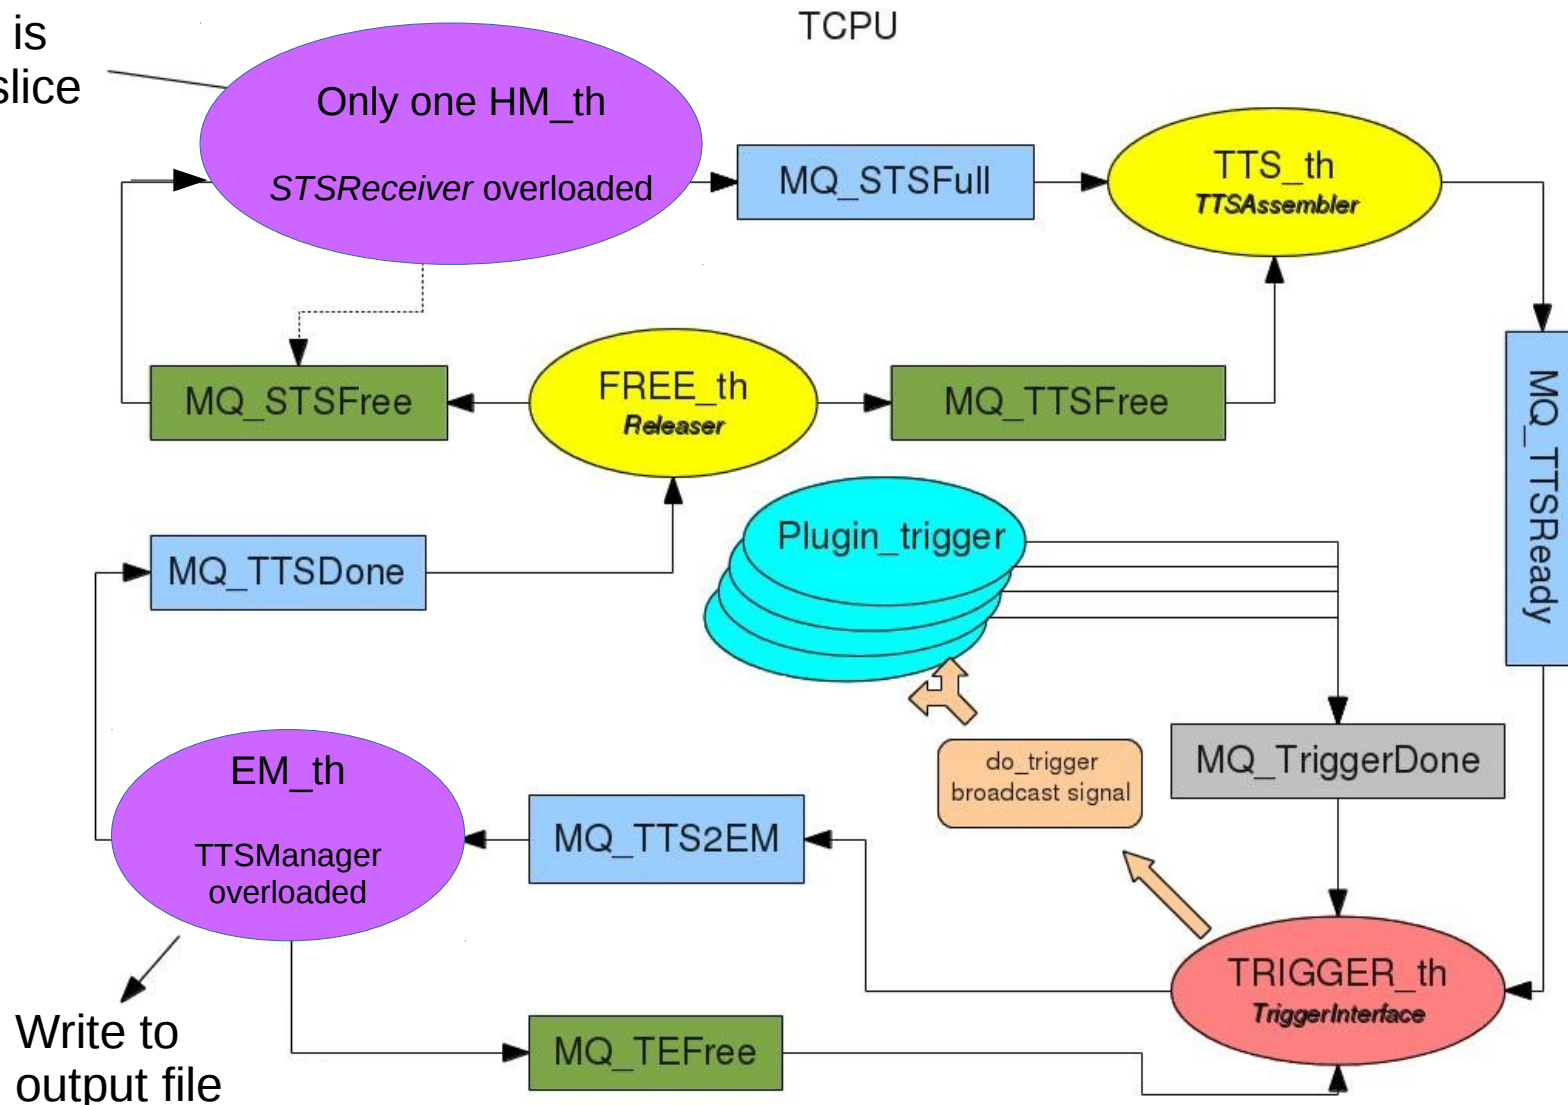 is
slice
TCPU
Only one HM_th
STSReceiver overloaded
MQ_STSFull
TTS_th
TTSAssembler
MQ_STSFree
FREE_th
Releaser
MQ_TTSFree
MQ_TTSReady
Plugin_trigger
MQ_TTSDone
do_trigger
broadcast signal
MQ_TriggerDone
EM_th
TTSManager
overloaded
MQ_TTS2EM
TRIGGER_th
TriggerInterface
Write to
output file
MQ_TEFree